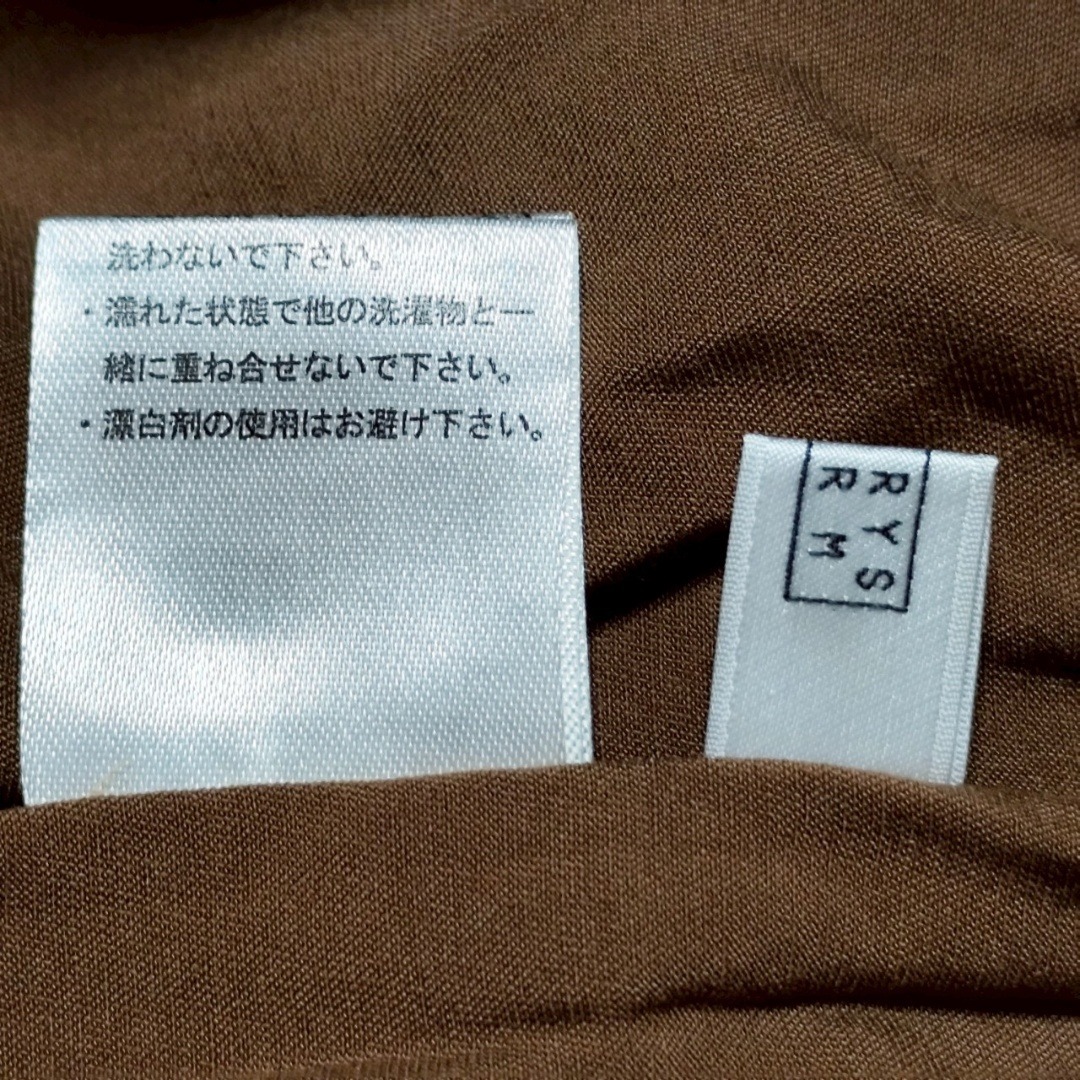 洗わないで下さい。
・濡れた状態で他の洗濯物と一
緒に重ね合せないで下さい。
・漂白剤の使用はお避け下さい。
RYS
RM